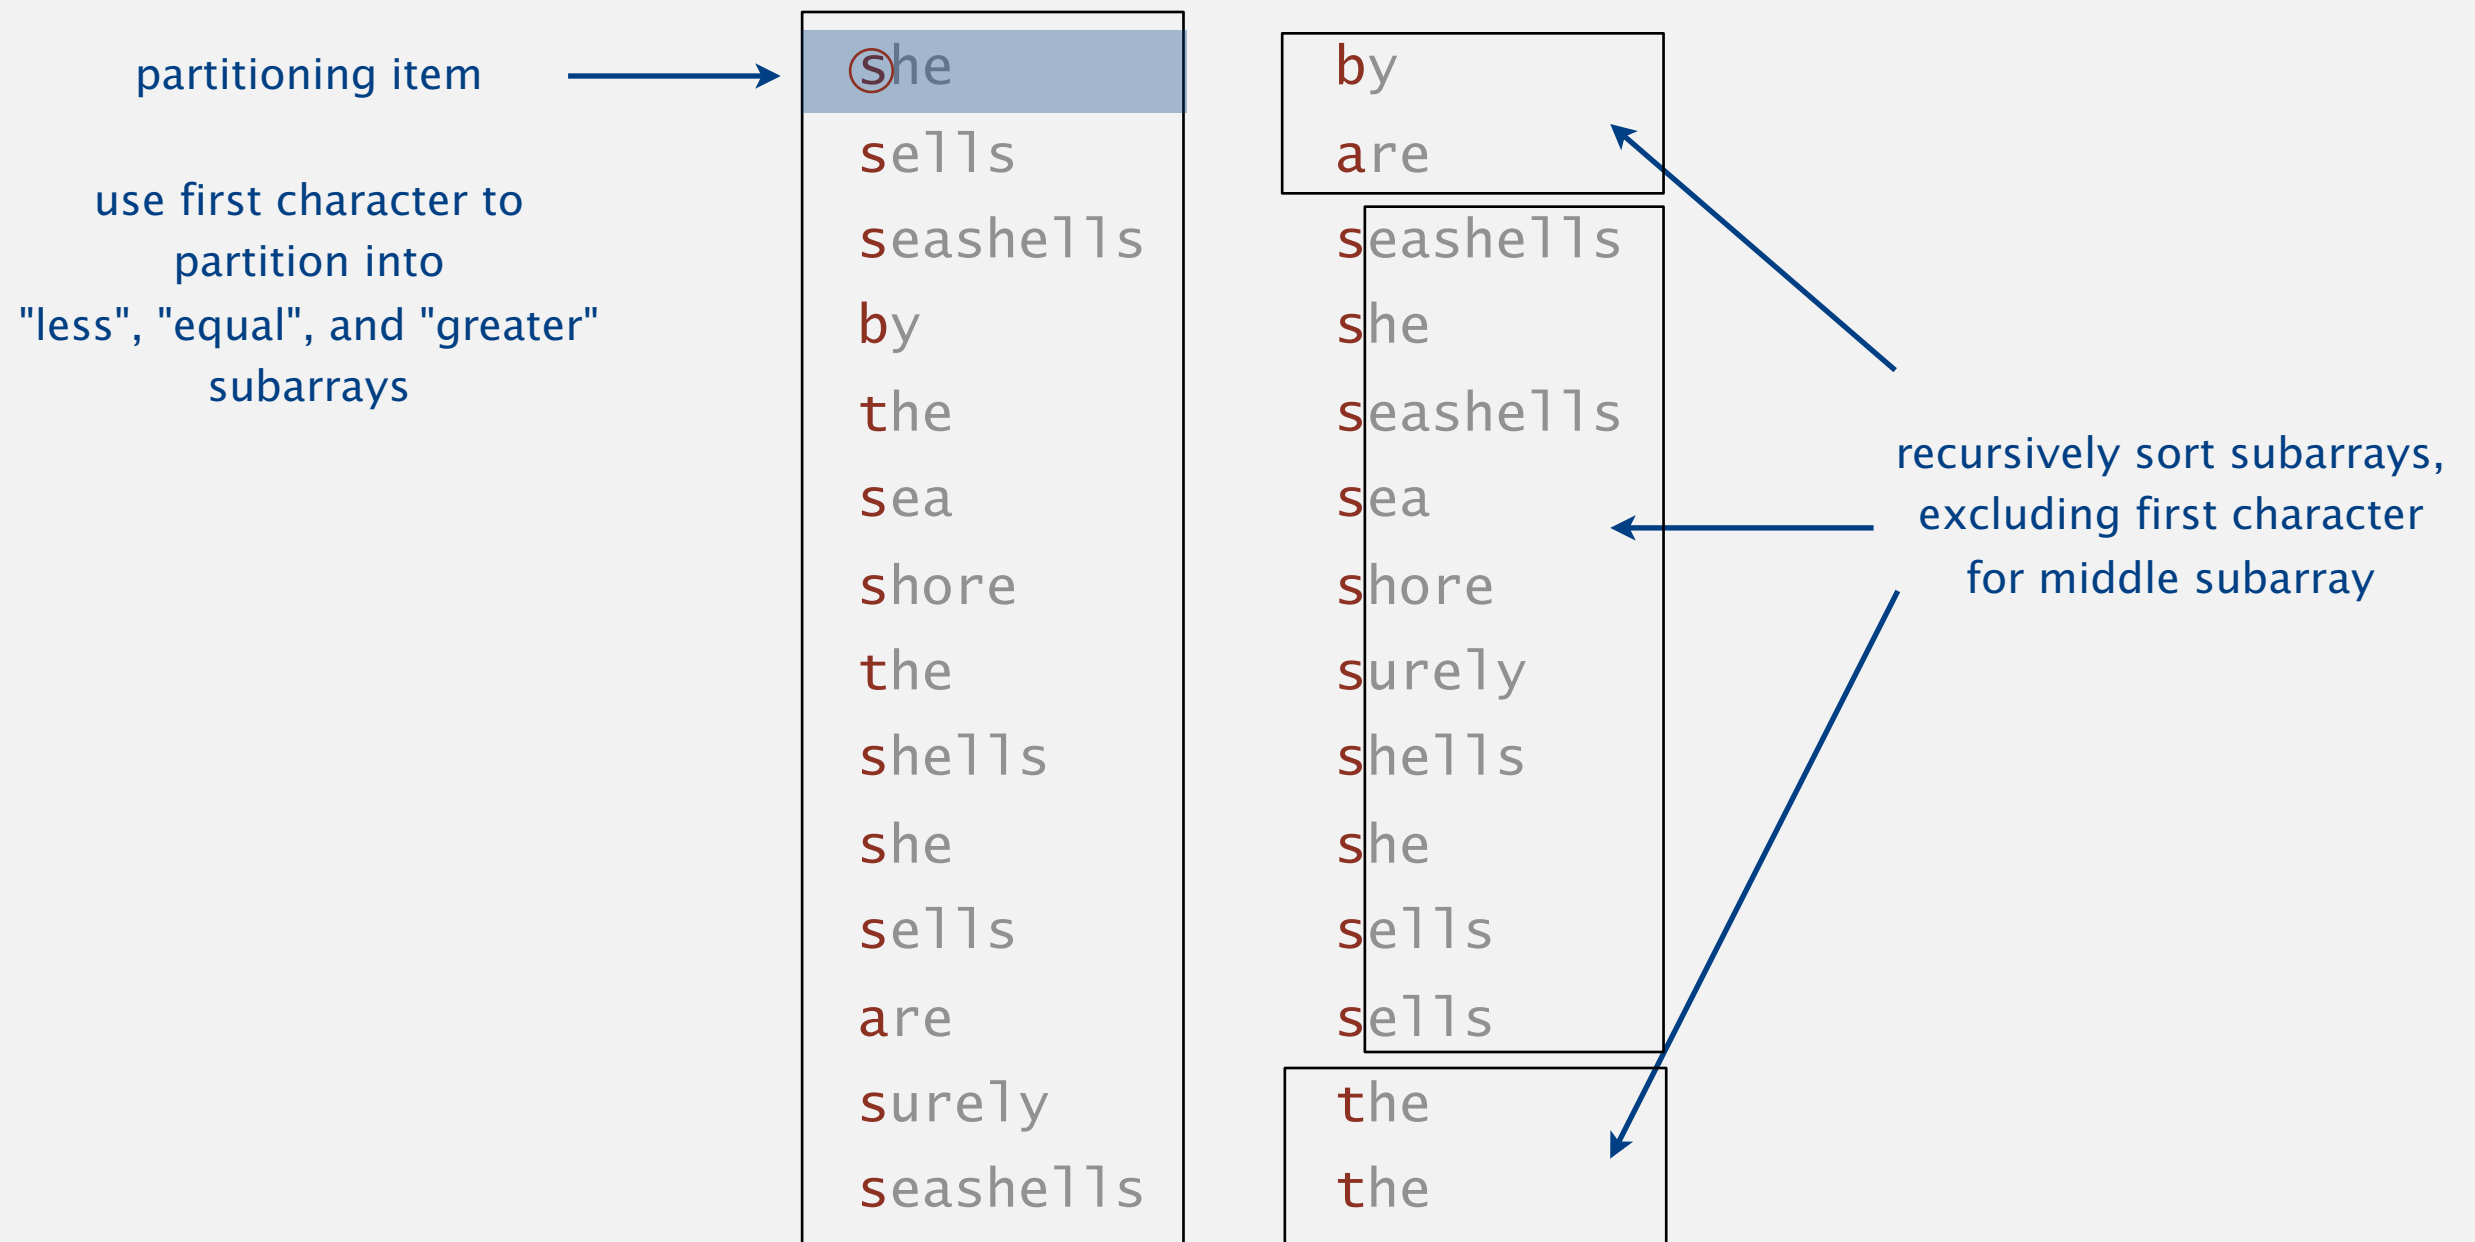 partitioning item
use first character to
partition into
"less", "equal", and "greater"
subarrays
she
sells
seashells
by
the
sea
shore
the
shells
she
sells
are
surely
seashells
by
are
seashells
she
seashells
sea
shore
surely
shells
she
sells
sells
the
the
recursively sort subarrays,
excluding first character
for middle subarray